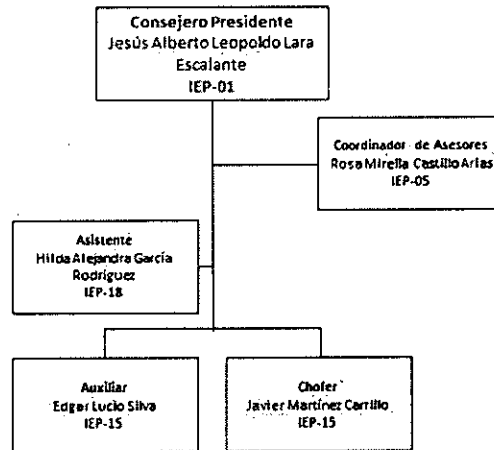 Consejero Presidente
Jesús Alberto Leopoldo Lara
Escalante
IEP-01
Coordinador de Asesores
Rosa Mirella Castillo Arias
IEP-05
Asistente
Hilda Alejandra García
Rodríguez
IEP-18
Auxiliar
Edgar Lucio Silva
IEP-15
Chofer
Javier Martínez Carrillo
IEP-15